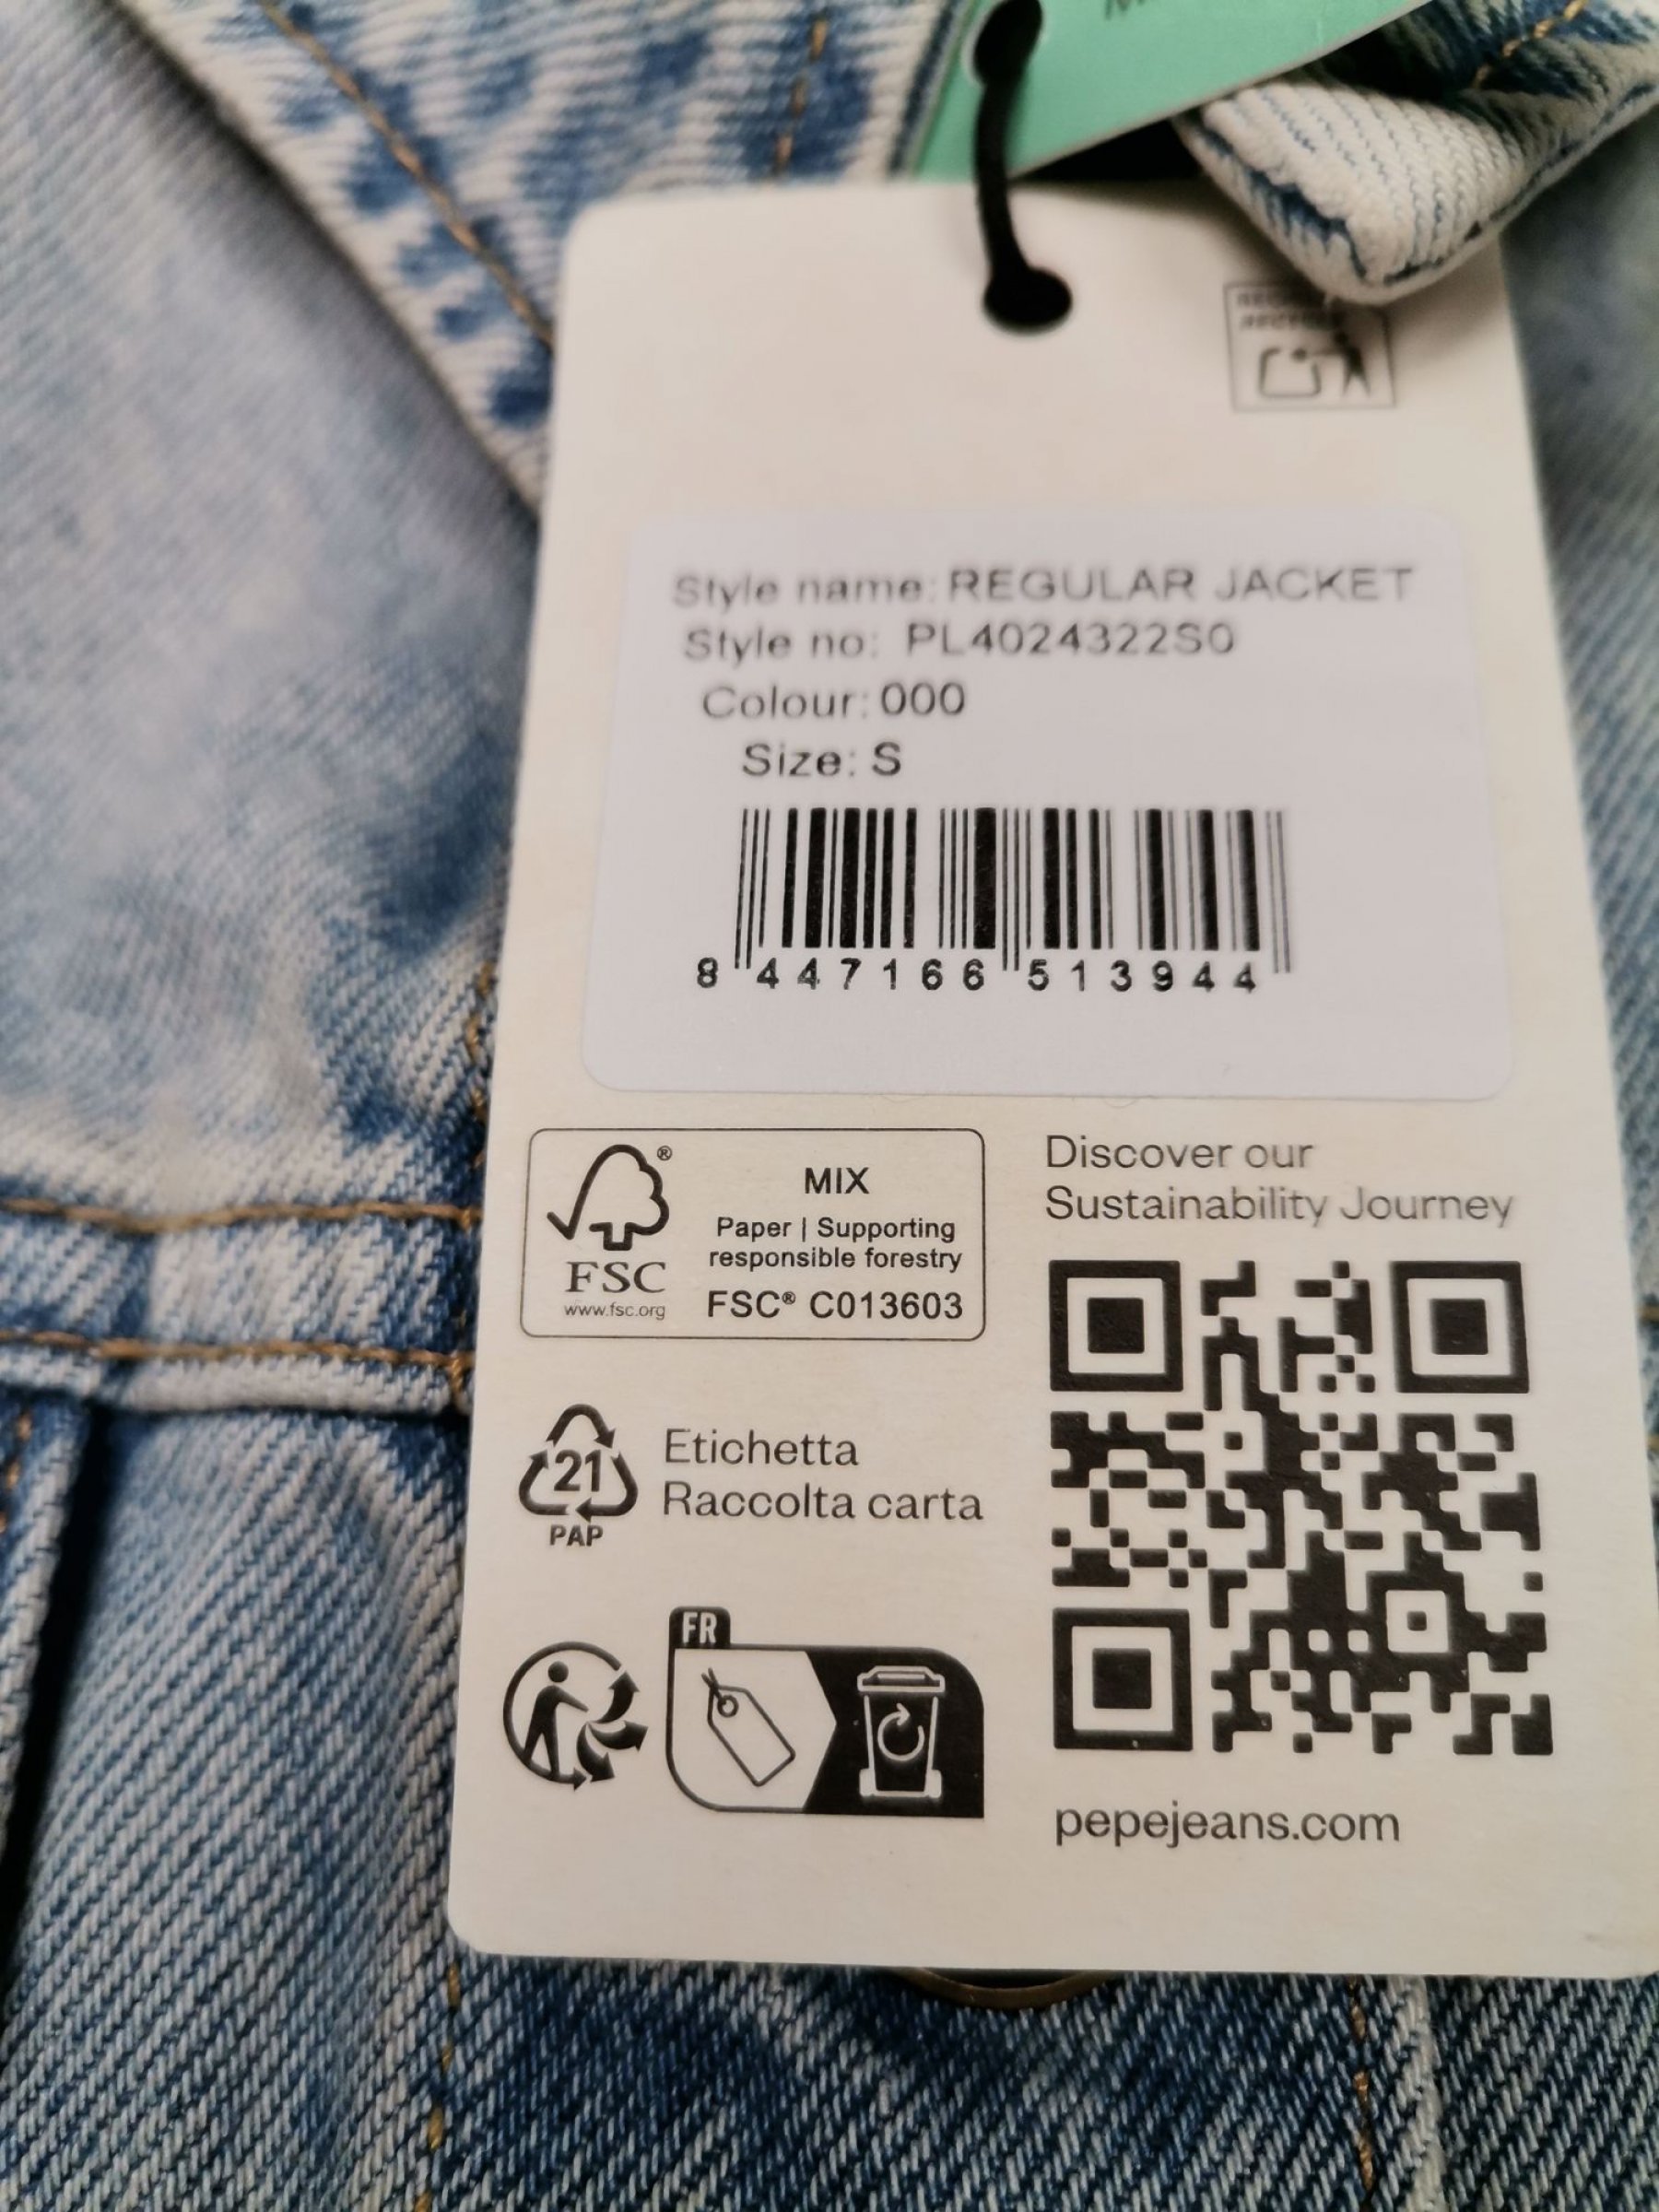 Style name: REGULAR JACKET
Style no: PL4024322S0
Colour: 000
Size: S
8 447166 513944
MIX
Paper | Supporting
responsible forestry
FSC® C013603
®
FSC
www.fsc.org
Discover our
Sustainability Journey
21
PAP
Etichetta
Raccolta carta
FR
pepejeans.com